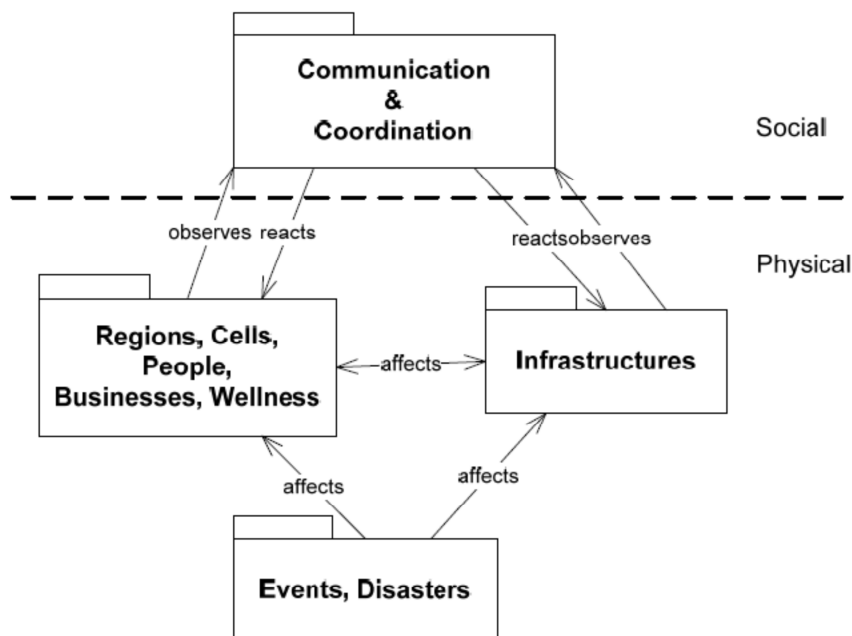 Communication
&
Coordination
Social
observes reacts
reactsobserves
Physical
Regions, Cells,
People,
Businesses, Wellness
affects
Infrastructures
affects
affects
Events, Disasters